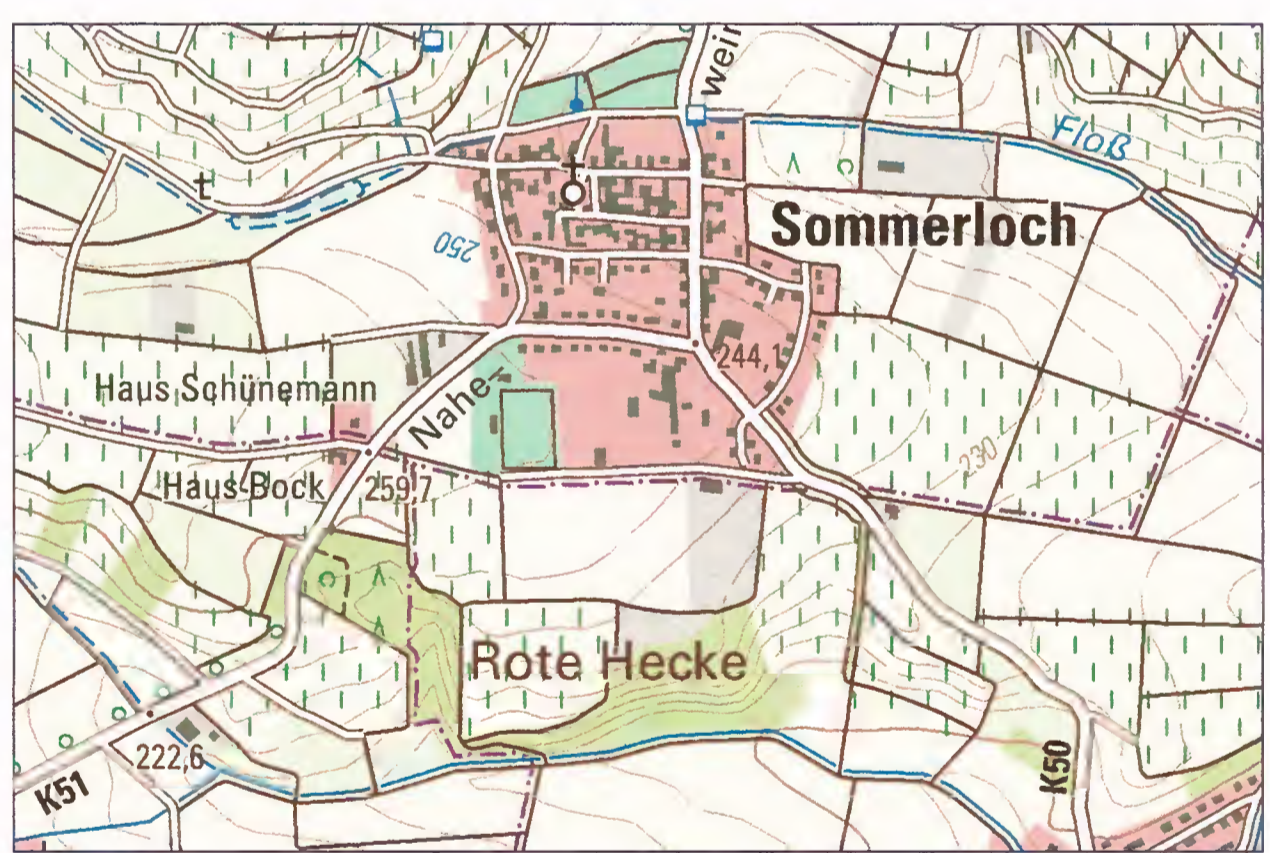 wein
Floß
t
Sommerloch
250
244,1
Haus Schünemann
Nahe-
230
Haus Bock
259,7
Rote Hecke
222,6
K51
K50